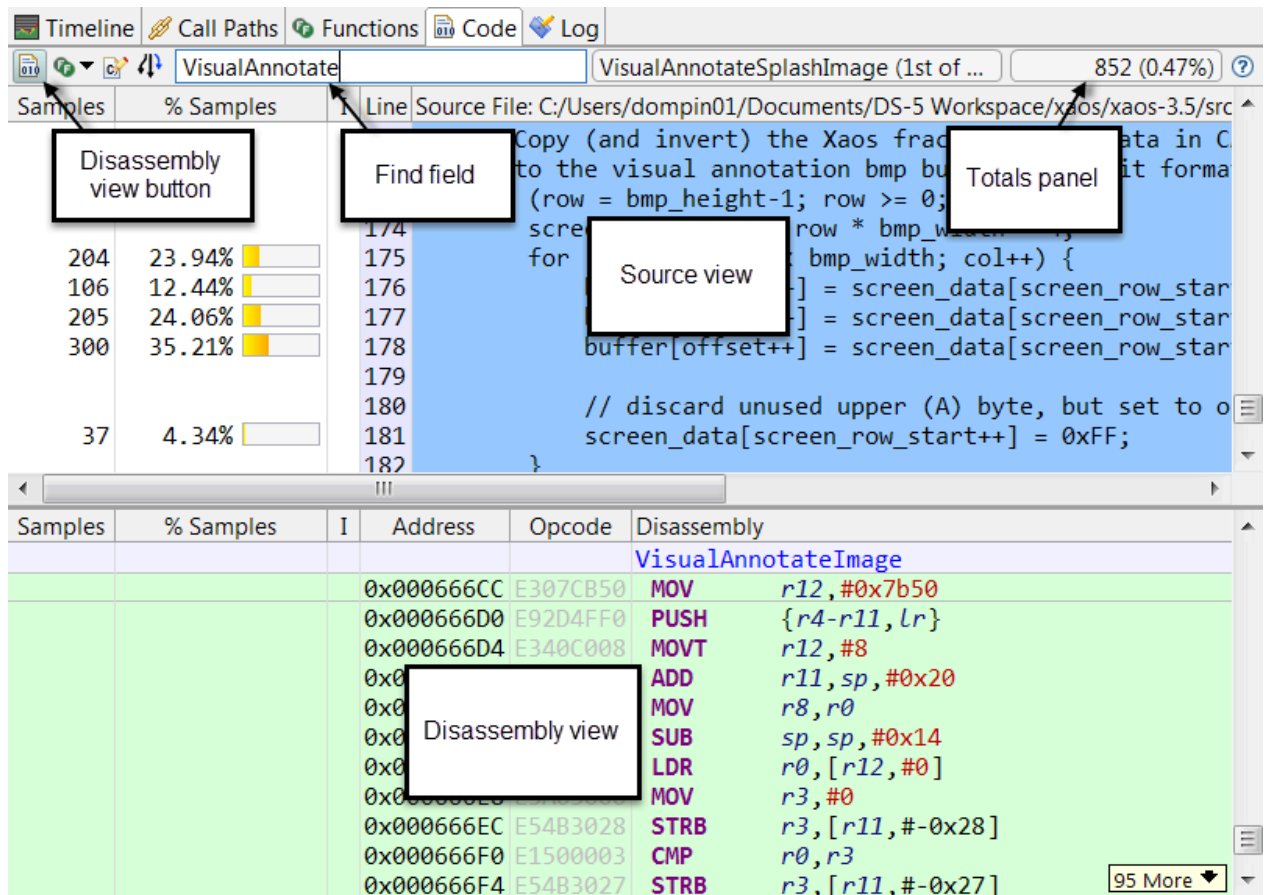 Timeline Call Paths Functions Code Log
VisualAnnotate VisualAnnotateSplashImage (1st of ... 852 (0.47%)
Samples % Samples I Line Source File: C:/Users/dompin01/Documents/DS-5 Workspace/xaos/xaos-3.5/src
Copy (and invert) the Xaos frac ata in C
Disassembly view button
Find field
Totals panel
to the visual annotation bmp bu it forma
(row = bmp_height-1; row >= 0;
174 scre row * bmp_width
204 23.94% 175 for bmp_width; col++) {
Source view
106 12.44% 176 ] = screen_data[screen_row_star
205 24.06% 177 ] = screen_data[screen_row_star
300 35.21% 178 buffer[offset++] = screen_data[screen_row_star
179
180 // discard unused upper (A) byte, but set to o
37 4.34% 181 screen_data[screen_row_start++] = 0xFF;
182 }
Samples % Samples I Address Opcode Disassembly
VisualAnnotateImage
0x000666CC E307CB50 MOV r12,#0x7b50
0x000666D0 E92D4FF0 PUSH {r4-r11,lr}
0x000666D4 E340C008 MOVT r12,#8
0x0 ADD r11,sp,#0x20
0x0 MOV r8,r0
Disassembly view
0x0 SUB sp,sp,#0x14
0x0 LDR r0,[r12,#0]
MOV r3,#0
0x000666EC E54B3028 STRB r3,[r11,#-0x28]
0x000666F0 E1500003 CMP r0,r3
0x000666F4 E54B3027 STRB r3,[r11,#-0x27]
95 More